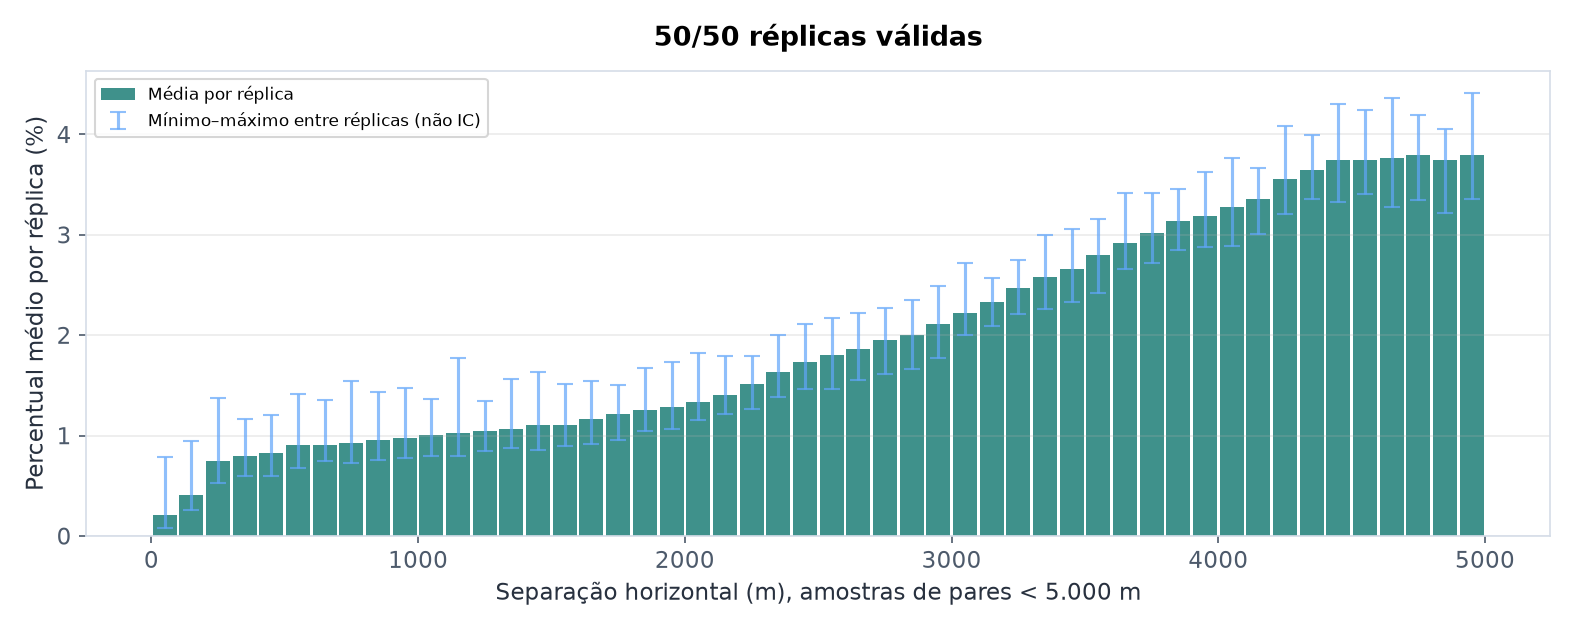 50/50 réplicas válidas
Média por réplica
Mínimo–máximo entre réplicas (não IC)
Percentual médio por réplica (%)
4
3
2
1
0
0 1000 2000 3000 4000 5000
Separação horizontal (m), amostras de pares < 5.000 m